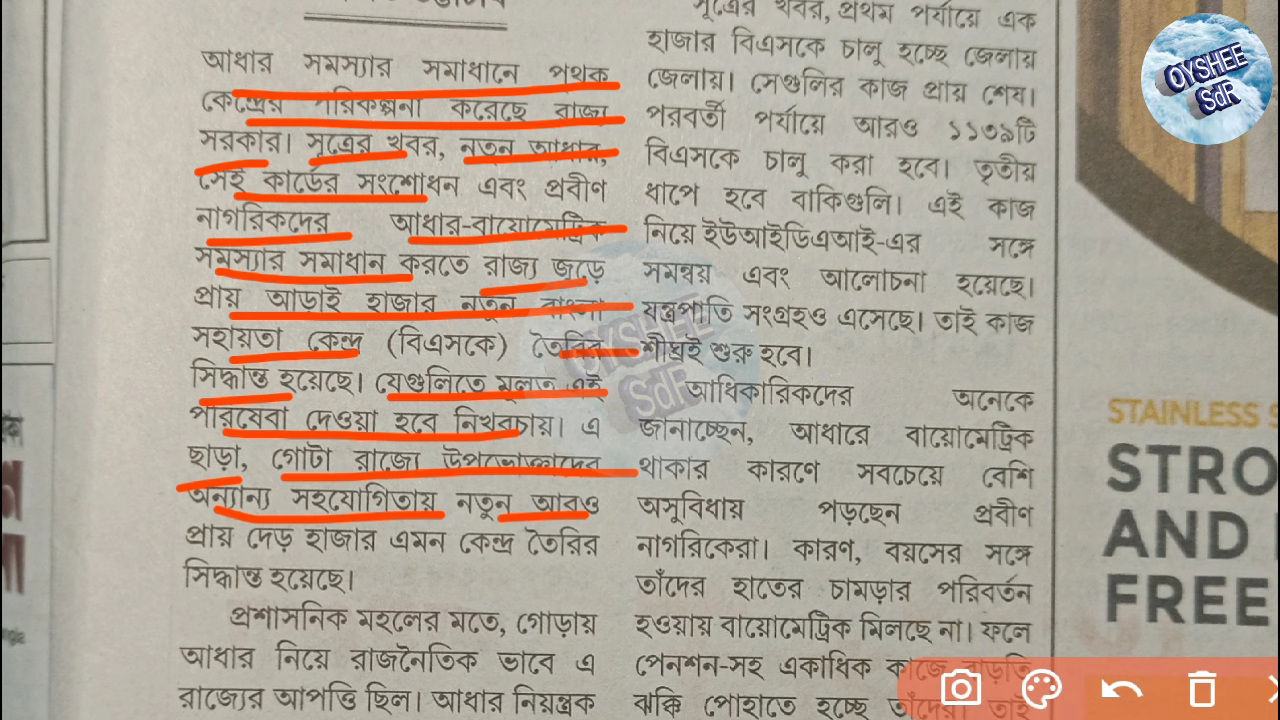 আধার সমস্যার সমাধানে পৃথক
কেন্দ্রের পরিকল্পনা করেছে রাজ্য
সরকার। সূত্রের খবর, নতুন আধার,
সেই কার্ডের সংশোধন এবং প্রবীণ
নাগরিকদের আধার-বায়োমেট্রিক
সমস্যার সমাধান করতে রাজ্য জুড়ে
প্রায় আড়াই হাজার নতুন বাংলা
সহায়তা কেন্দ্র (বিএসকে) তৈরির
সিদ্ধান্ত হয়েছে। যেগুলিতে মূলত এই
পরিষেবা দেওয়া হবে নিখরচায়। এ
ছাড়া, গোটা রাজ্যে উপভোক্তাদের
অন্যান্য সহযোগিতায় নতুন আরও
প্রায় দেড় হাজার এমন কেন্দ্র তৈরির
সিদ্ধান্ত হয়েছে।
প্রশাসনিক মহলের মতে, গোড়ায়
আধার নিয়ে রাজনৈতিক ভাবে এ
রাজ্যের আপত্তি ছিল। আধার নিয়ন্ত্রক
সূত্রের খবর, প্রথম পর্যায়ে এক
হাজার বিএসকে চালু হচ্ছে জেলায়
জেলায়। সেগুলির কাজ প্রায় শেষ।
পরবর্তী পর্যায়ে আরও ১১৩৯টি
বিএসকে চালু করা হবে। তৃতীয়
ধাপে হবে বাকিগুলি। এই কাজ
নিয়ে ইউআইডিএআই-এর সঙ্গে
সমন্বয় এবং আলোচনা হয়েছে।
যন্ত্রপাতি সংগ্রহও এসেছে। তাই কাজ
শীঘ্রই শুরু হবে।
আধিকারিকদের অনেকে
জানাচ্ছেন, আধারে বায়োমেট্রিক
থাকার কারণে সবচেয়ে বেশি
অসুবিধায় পড়ছেন প্রবীণ
নাগরিকেরা। কারণ, বয়সের সঙ্গে
তাঁদের হাতের চামড়ার পরিবর্তন
হওয়ায় বায়োমেট্রিক মিলছে না। ফলে
পেনশন-সহ একাধিক কাজে বাড়তি
ঝক্কি পোহাতে হচ্ছে তাঁদের। তাই
OYSHEE
SdR
OYSHEE
SdR
STAINLESS S
STRO
AND
FREE